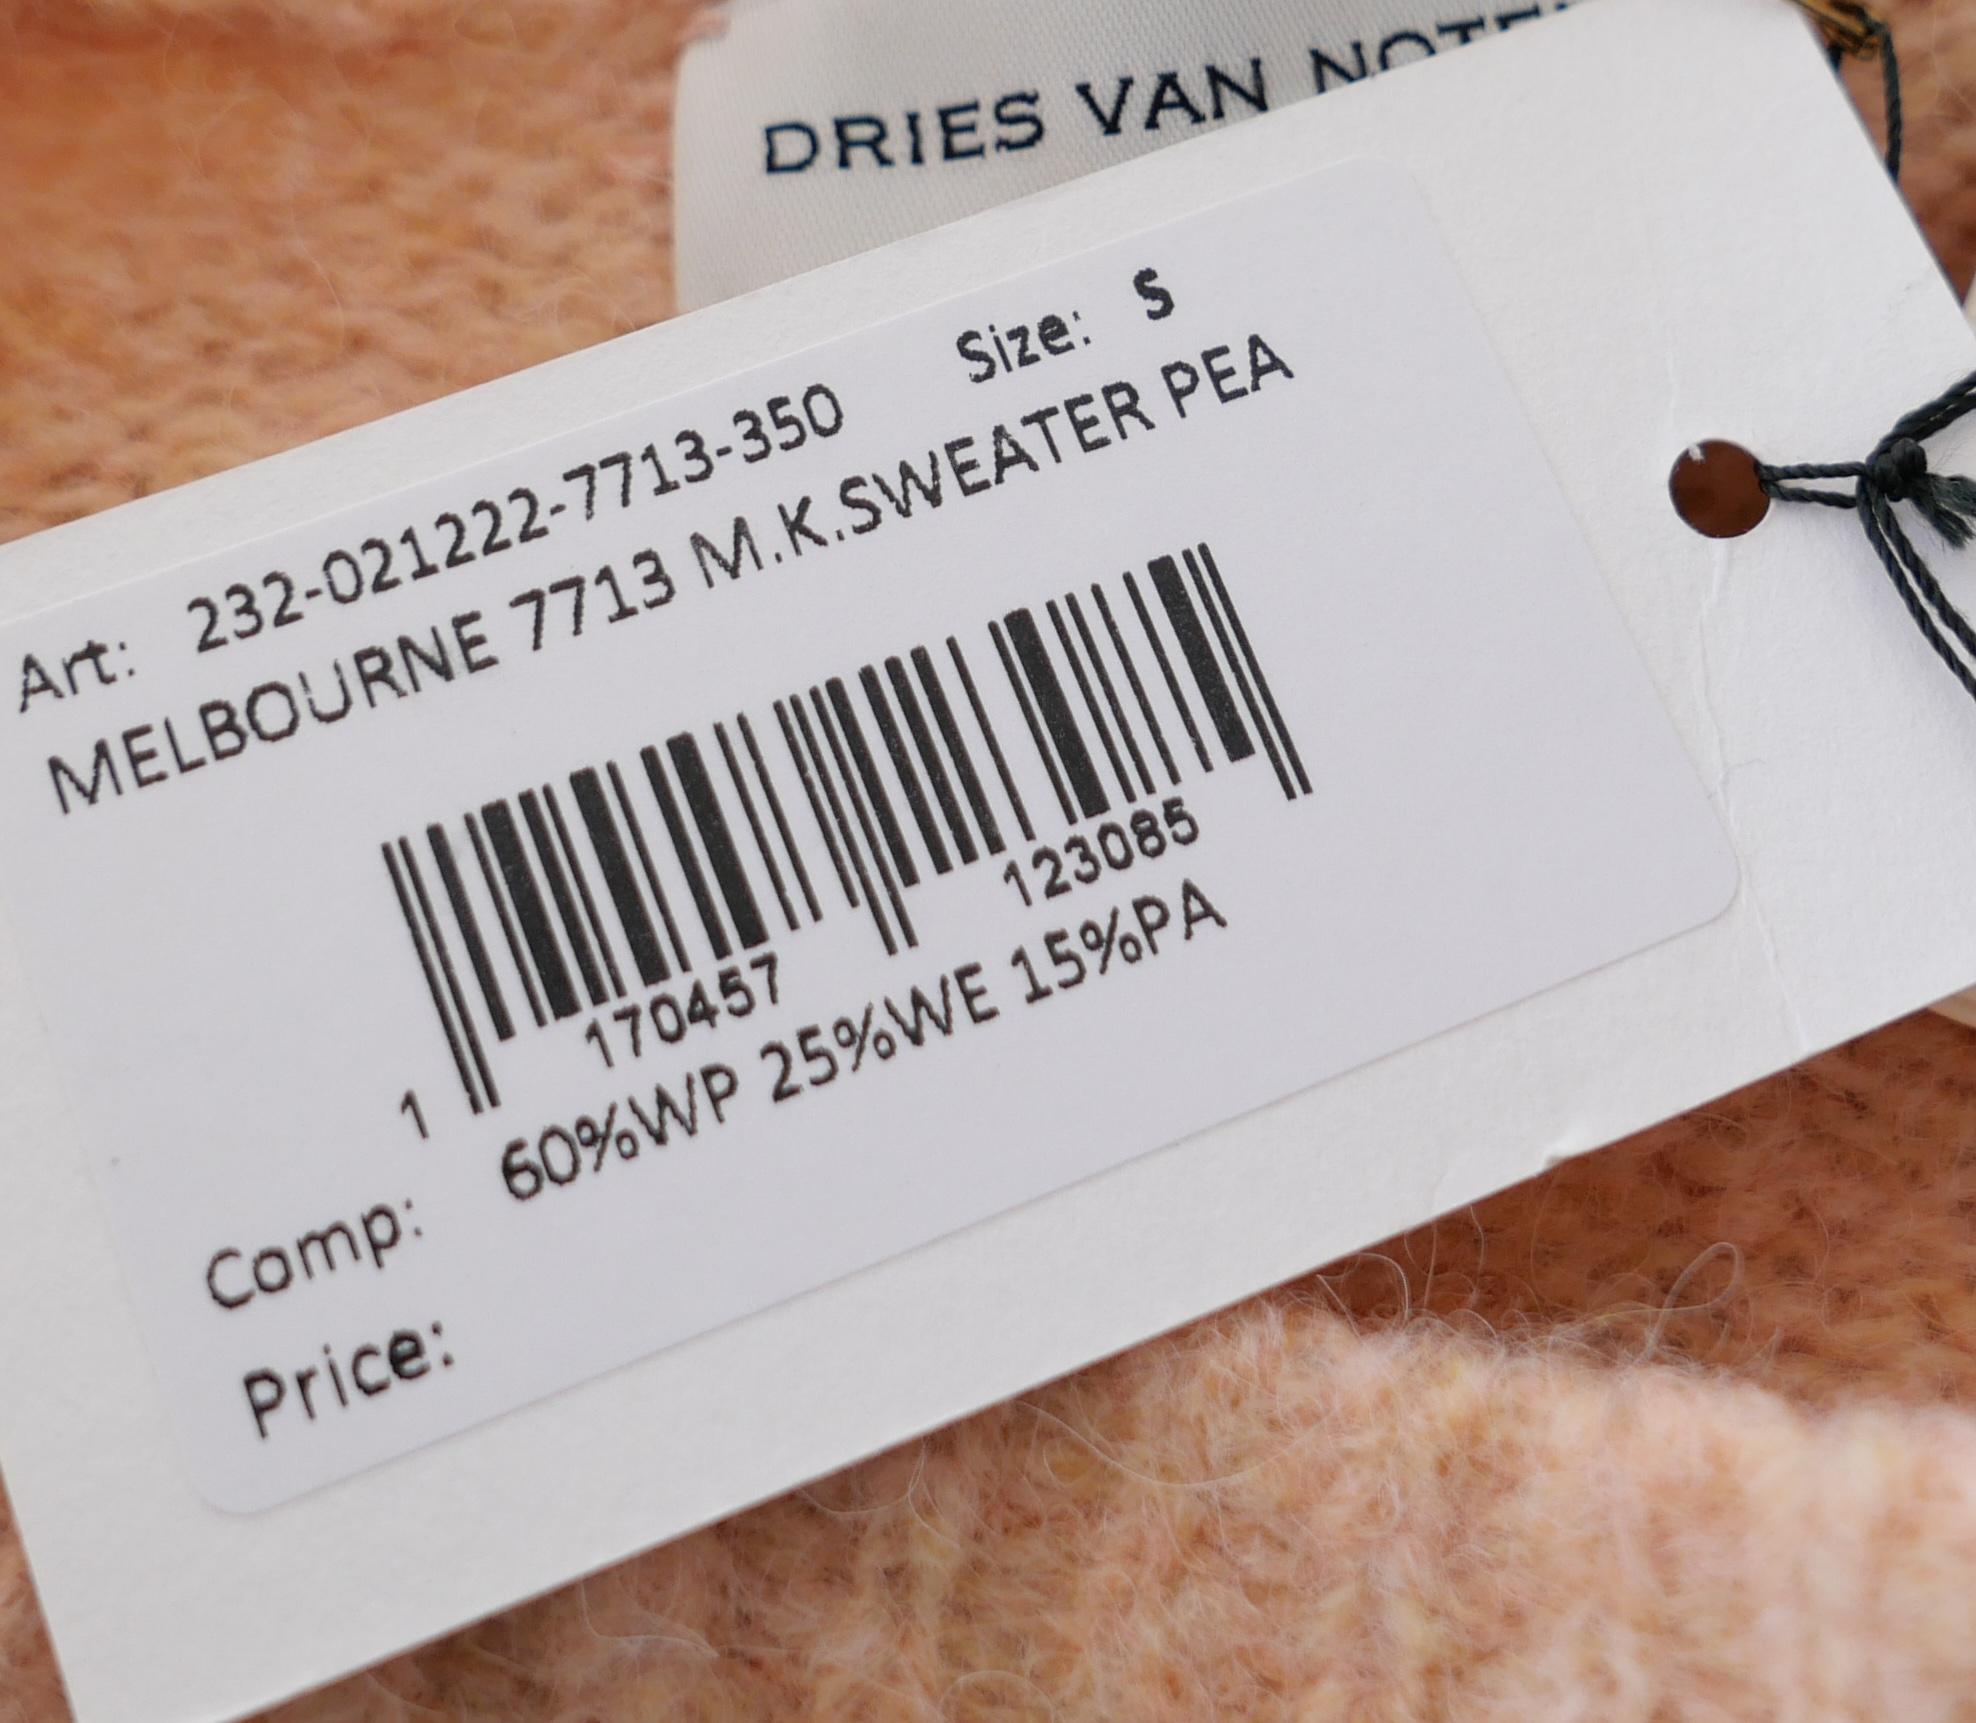 DRIES VAN NOTEN
Art: 232-021222-7713-350 Size: S
MELBOURNE 7713 M.K.SWEATER PEA
1 170457 123085
Comp: 60%WP 25%WE 15%PA
Price: